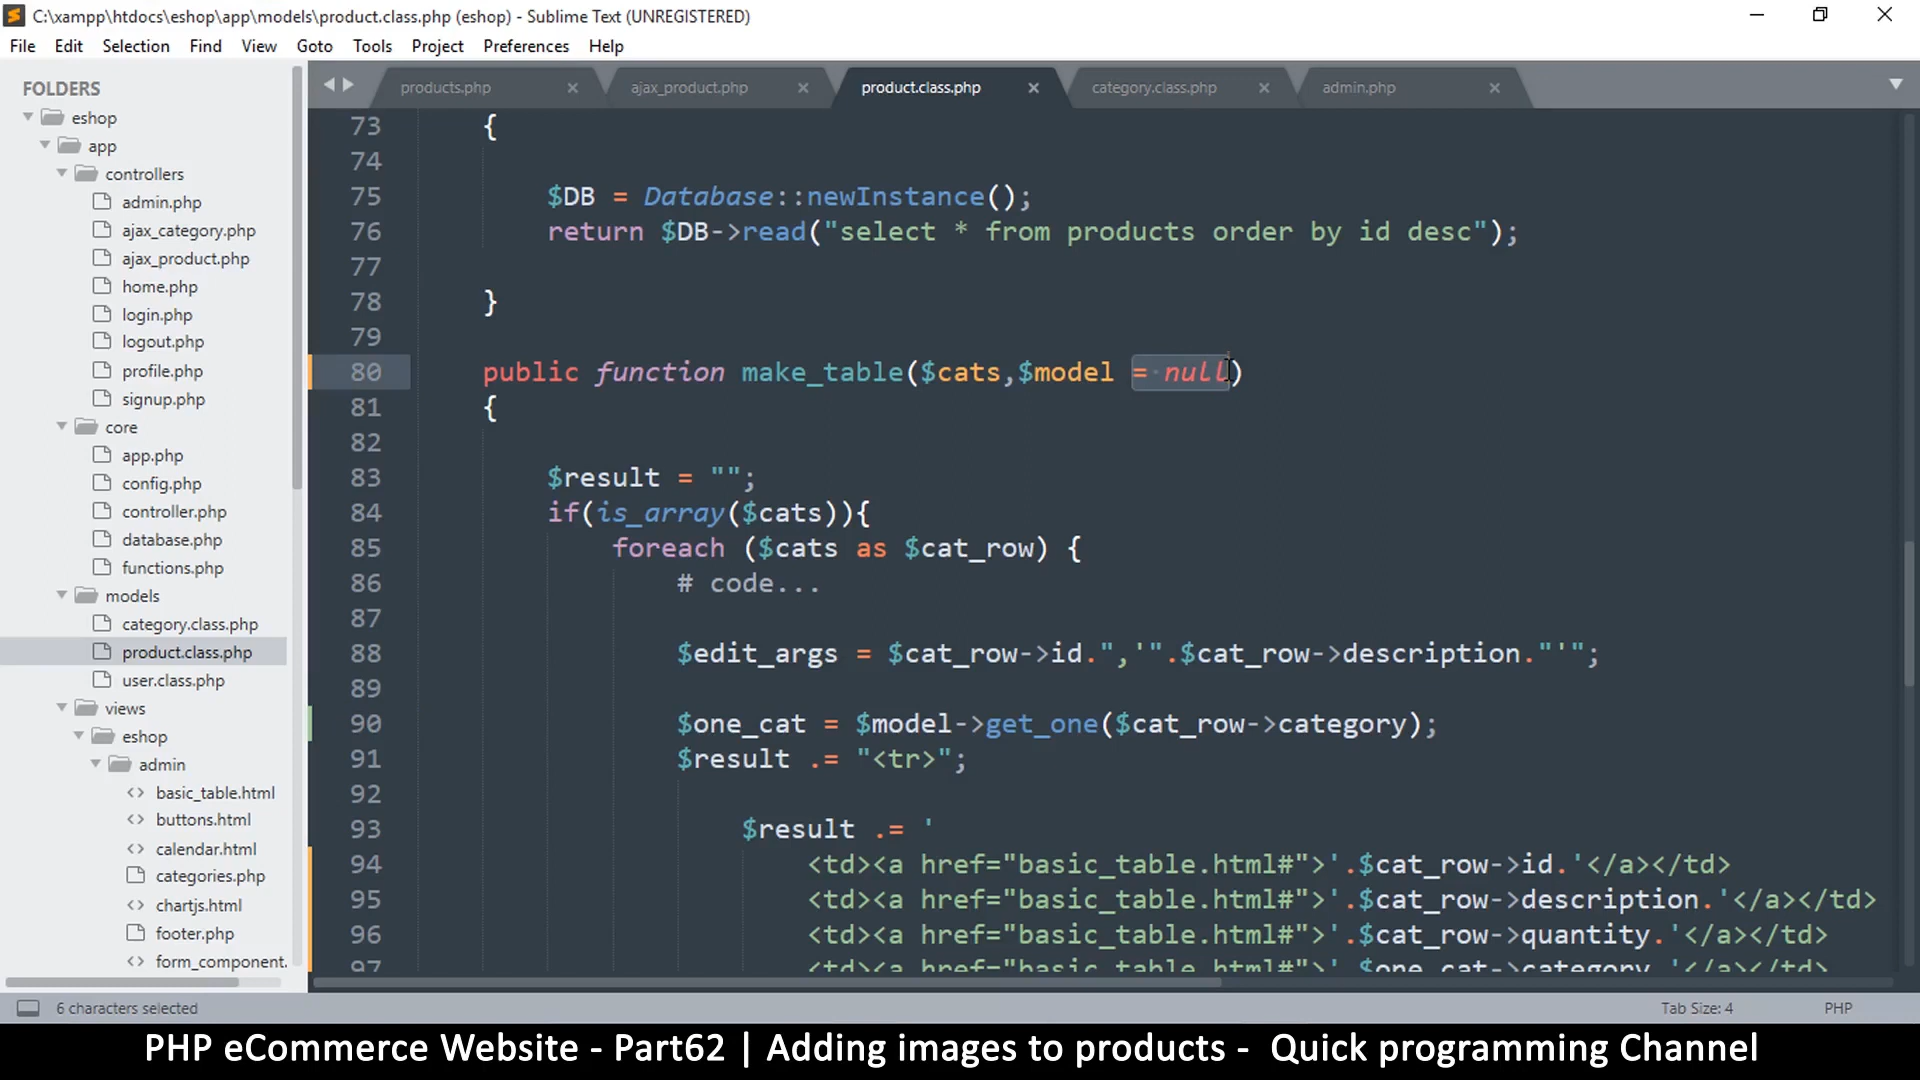 C:\xampp\htdocs\eshop\app\models\product.class.php (eshop) - Sublime Text (UNREGISTERED)
File Edit Selection Find View Goto Tools Project Preferences Help
FOLDERS
eshop
app
controllers
admin.php
ajax_category.php
ajax_product.php
home.php
login.php
logout.php
profile.php
signup.php
core
app.php
config.php
controller.php
database.php
functions.php
models
category.class.php
product.class.php
user.class.php
views
eshop
admin
basic_table.html
buttons.html
calendar.html
categories.php
chartjs.html
footer.php
form_component.
products.php ajax_product.php product.class.php category.class.php admin.php
73 {
74
75 $DB = Database::newInstance();
76 return $DB->read("select * from products order by id desc");
77
78 }
79
80 public function make_table($cats,$model = null)
81 {
82
83 $result = "";
84 if(is_array($cats)){
85 foreach ($cats as $cat_row) {
86 # code...
87
88 $edit_args = $cat_row->id.",'".$cat_row->description."'";
89
90 $one_cat = $model->get_one($cat_row->category);
91 $result .= "<tr>";
92
93 $result .= '
94 <td><a href="basic_table.html#">'.$cat_row->id.'</a></td>
95 <td><a href="basic_table.html#">'.$cat_row->description.'</a></td>
96 <td><a href="basic_table.html#">'.$cat_row->quantity.'</a></td>
97 <td><a href="basic_table.html#">'.$one_cat->category.'</a></td>
6 characters selected Tab Size: 4 PHP
PHP eCommerce Website - Part62 | Adding images to products - Quick programming Channel